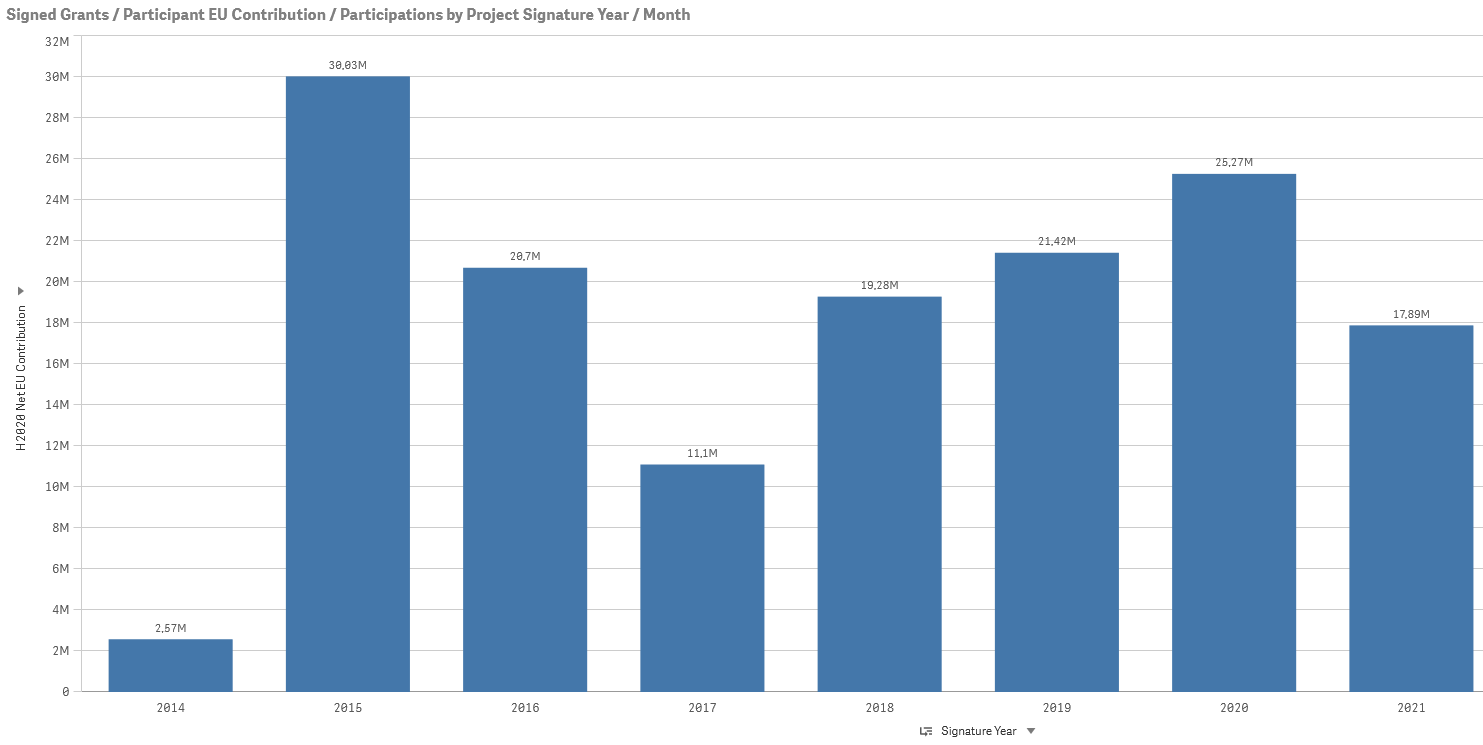 Signed Grants / Participant EU Contribution / Participations by Project Signature Year / Month
32M
30M
28M
26M
24M
22M
20M
18M
16M
14M
12M
10M
8M
6M
4M
2M
0
H2020 Net EU Contribution
2,57M
30,03M
20,7M
11,1M
19,28M
21,42M
25,27M
17,89M
2014
2015
2016
2017
2018
2019
2020
2021
Signature Year